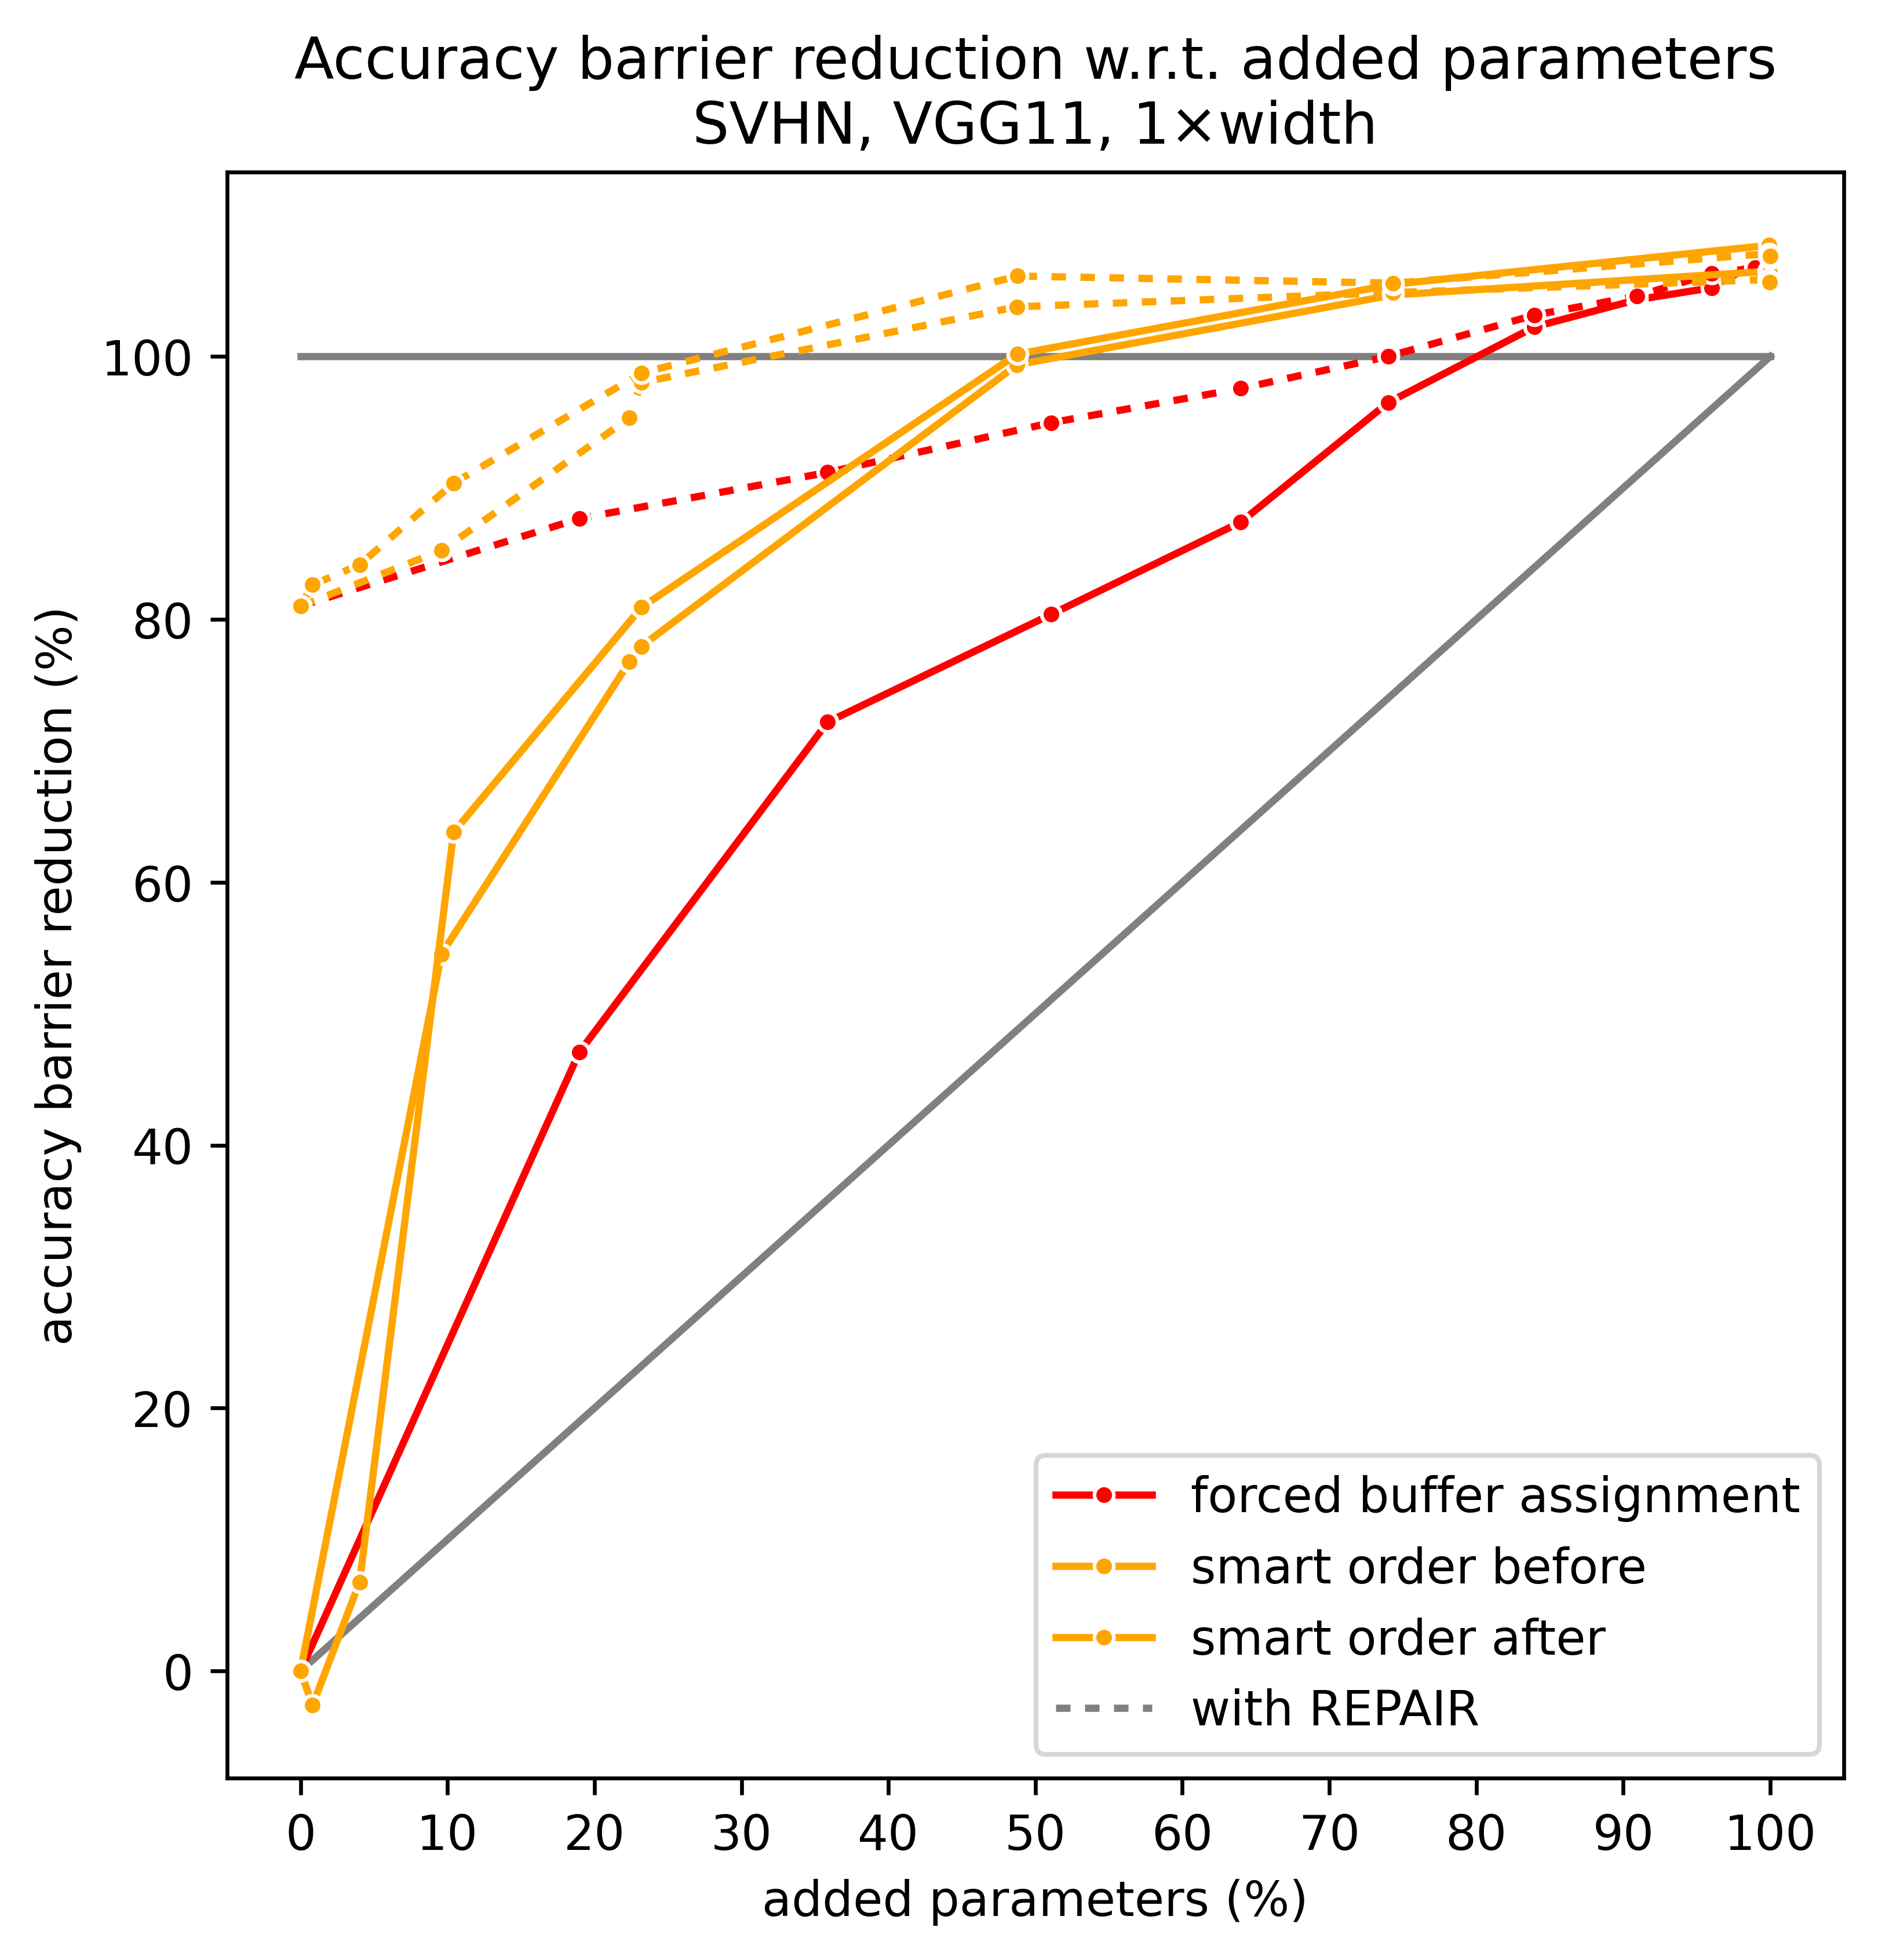 Accuracy barrier reduction w.r.t. added parameters
SVHN, VGG11, 1×width
accuracy barrier reduction (%)
100
80
60
40
20
0
forced buffer assignment
smart order before
smart order after
with REPAIR
0 10 20 30 40 50 60 70 80 90 100
added parameters (%)